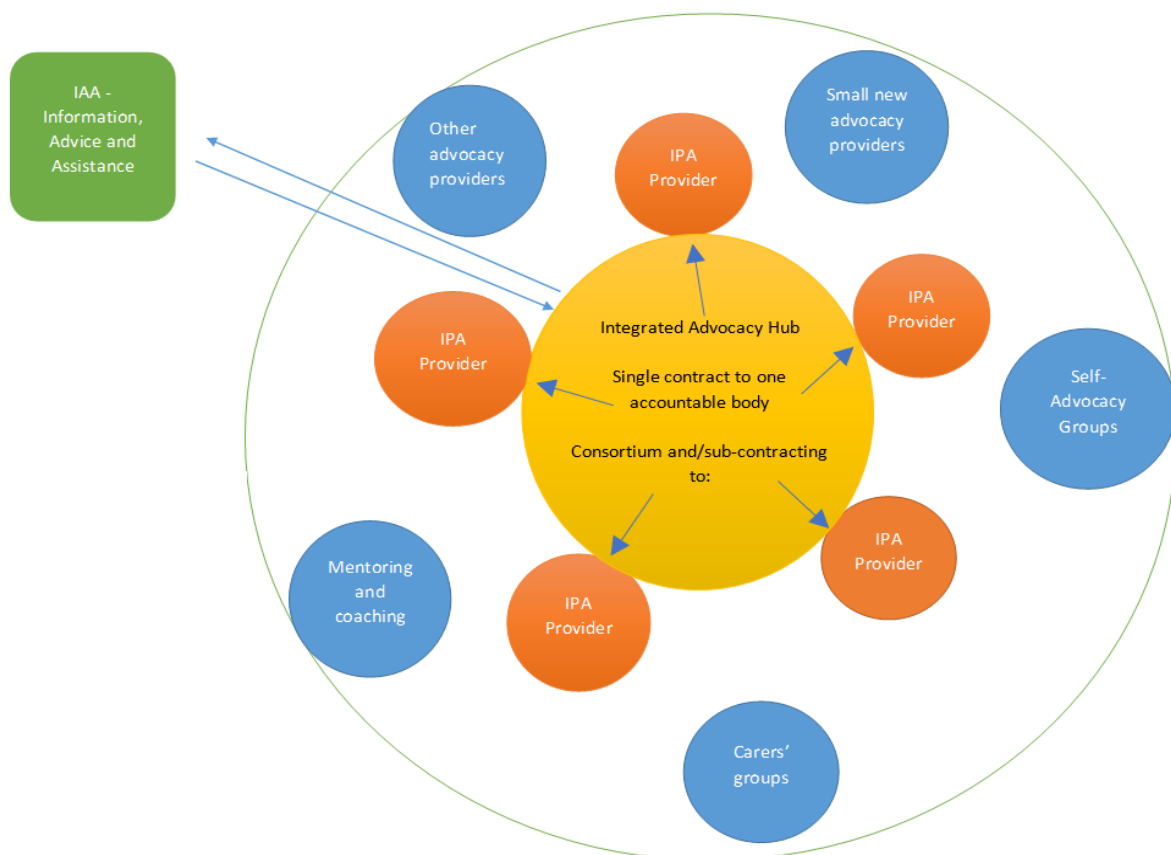 IAA -
Information,
Advice and
Assistance
Other
advocacy
providers
IPA
Provider
Small new
advocacy
providers
IPA
Provider
IPA
Provider
Integrated Advocacy Hub
Single contract to one
accountable body
Consortium and/sub-contracting
to:
Self-
Advocacy
Groups
Mentoring
and
coaching
IPA
Provider
IPA
Provider
Carers’
groups